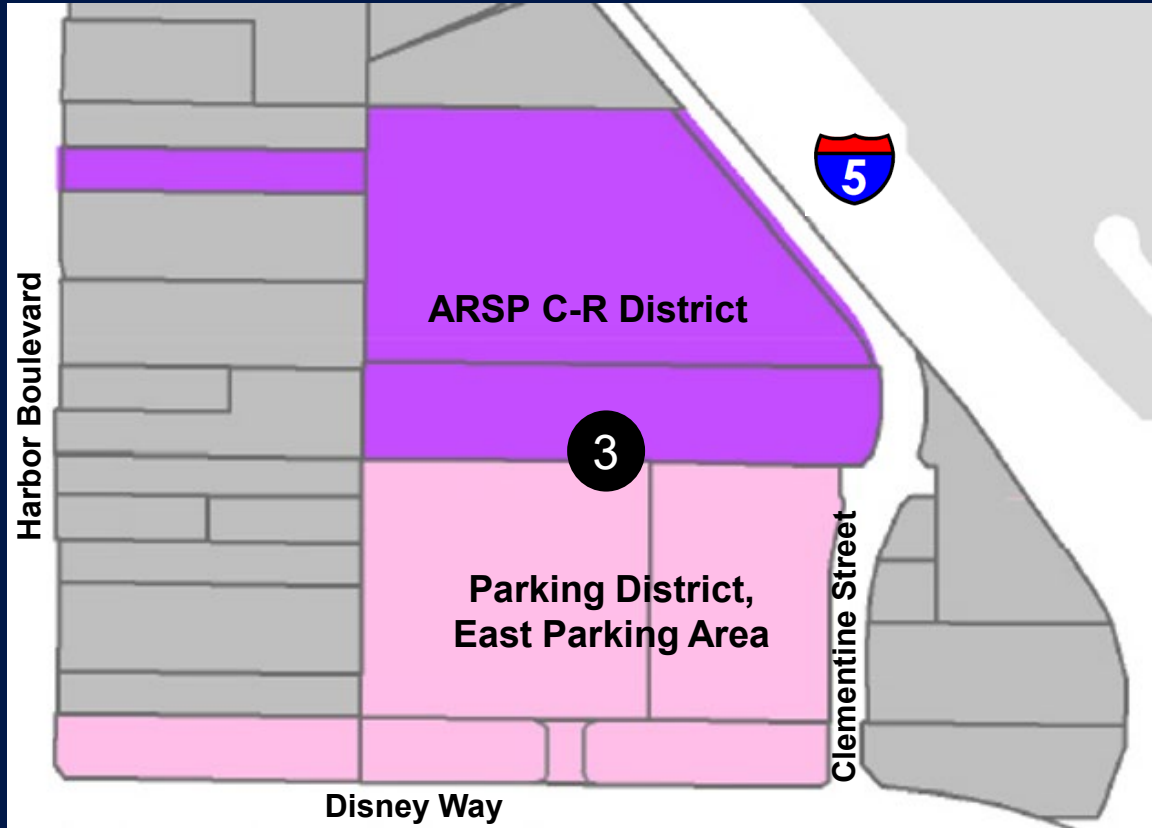 5
ARSP C-R District
Harbor Boulevard
3
Parking District,
East Parking Area
Clementine Street
Disney Way